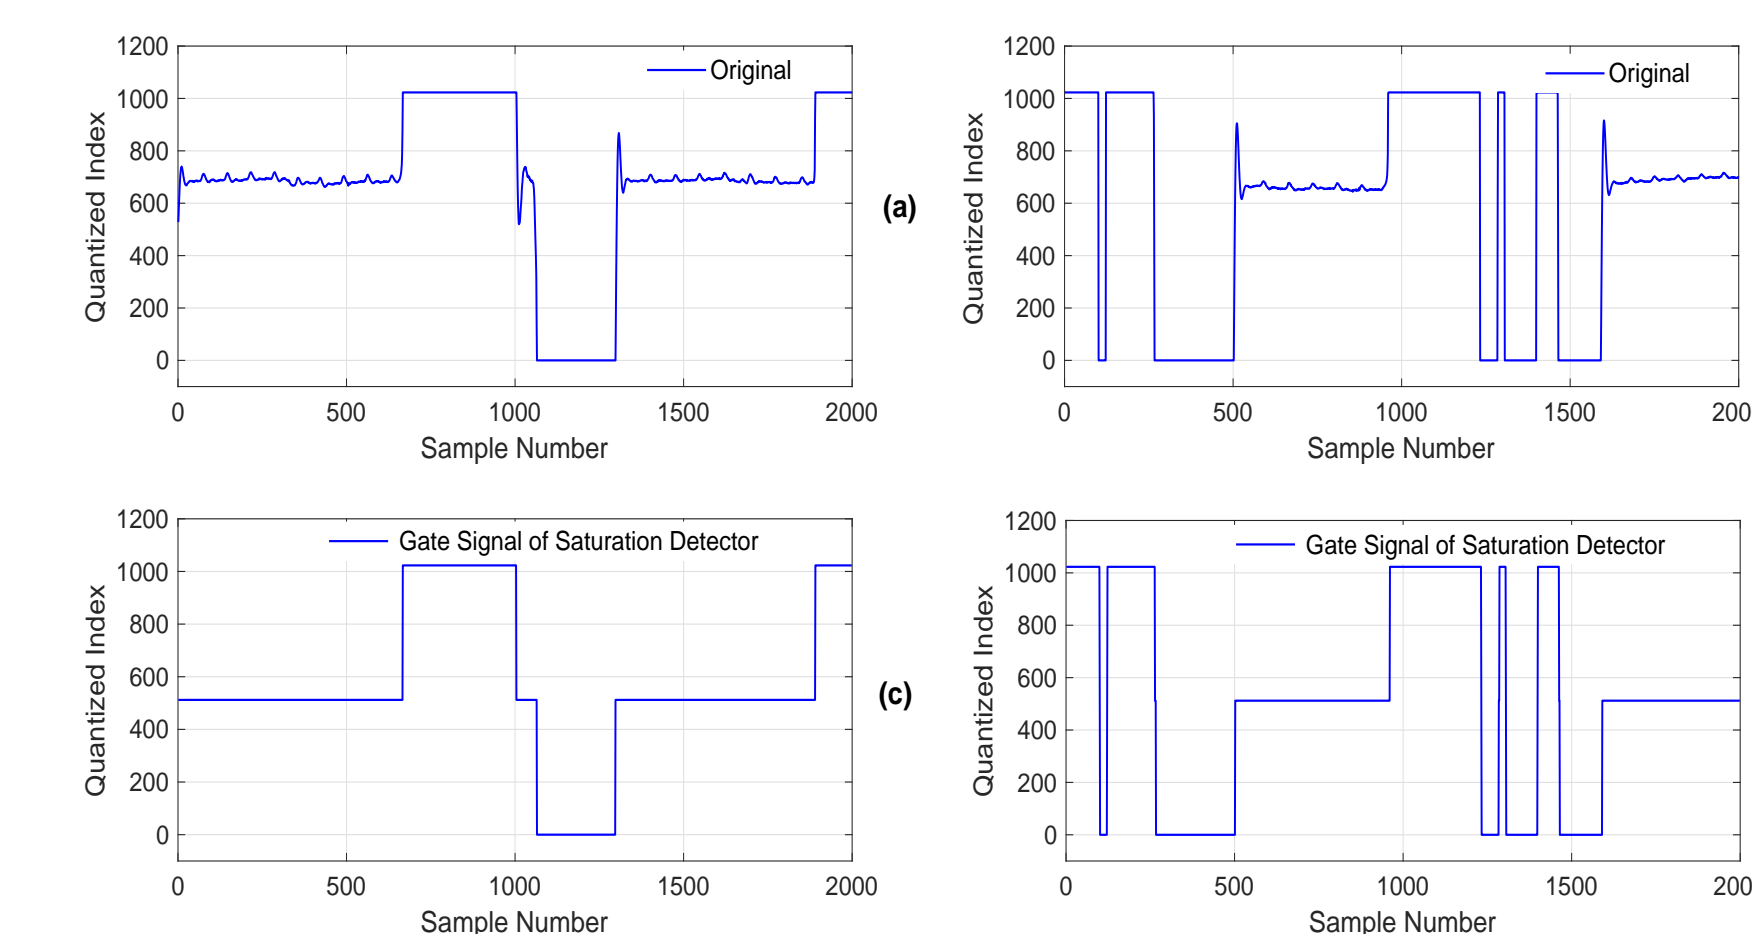 1200
1000
800
600
400
200
0
Quantized Index
Original
0 500 1000 1500 2000
Sample Number
(a)
1200
1000
800
600
400
200
0
Quantized Index
Original
0 500 1000 1500 200
Sample Number
1200
1000
800
600
400
200
0
Quantized Index
Gate Signal of Saturation Detector
0 500 1000 1500 2000
Sample Number
(c)
1200
1000
800
600
400
200
0
Quantized Index
Gate Signal of Saturation Detector
0 500 1000 1500 200
Sample Number